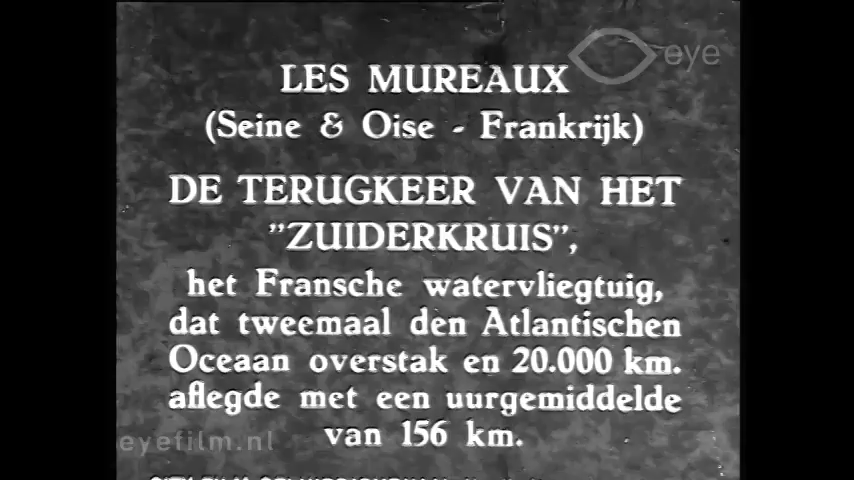 eye
LES MUREAUX
(Seine & Oise - Frankrijk)
DE TERUGKEER VAN HET
"ZUIDERKRUIS",
het Fransche watervliegtuig,
dat tweemaal den Atlantischen
Oceaan overstak en 20.000 km.
aflegde met een uurgemiddelde
van 156 km.
eyefilm.nl